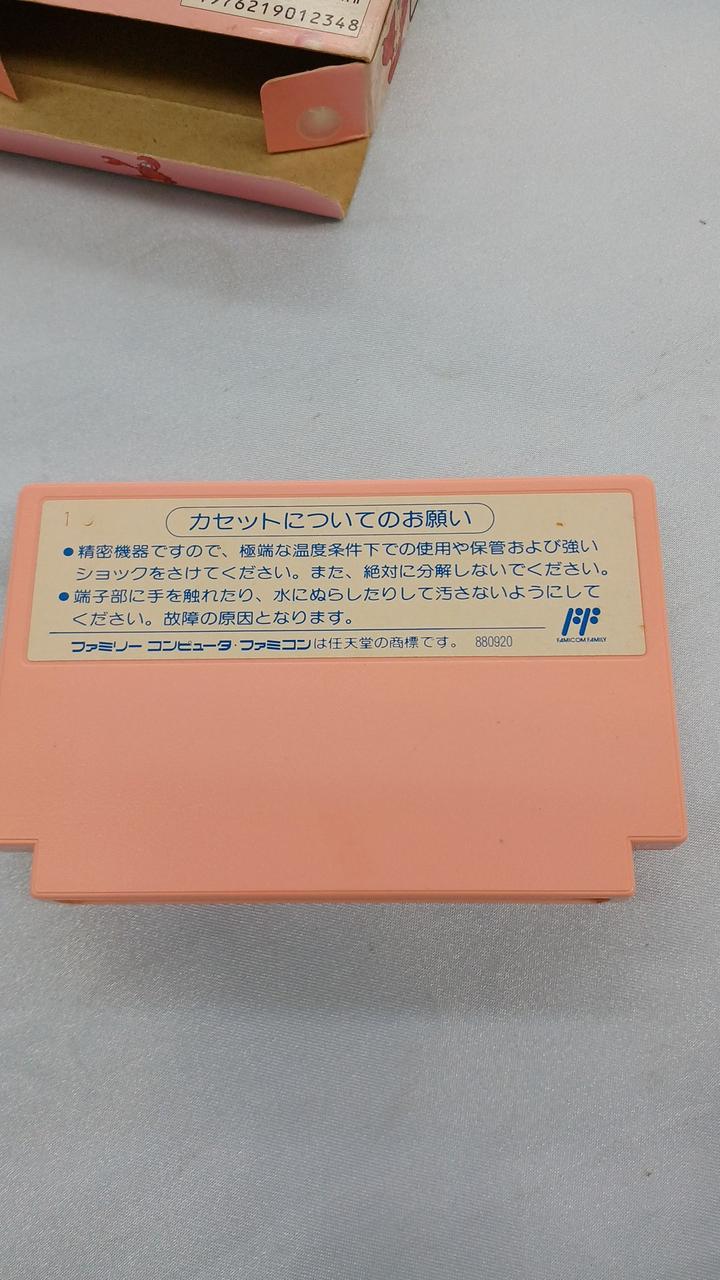 4976219012348
カセットについてのお願い
●精密機器ですので、極端な温度条件下での使用や保管および強い
ショックをさけてください。また、絶対に分解しないでください。
●端子部に手を触れたり、水にぬらしたりして汚さないようにして
ください。故障の原因となります。
FAMICOM FAMILY
ファミリー コンピュータ・ファミコンは任天堂の商標です。 880920